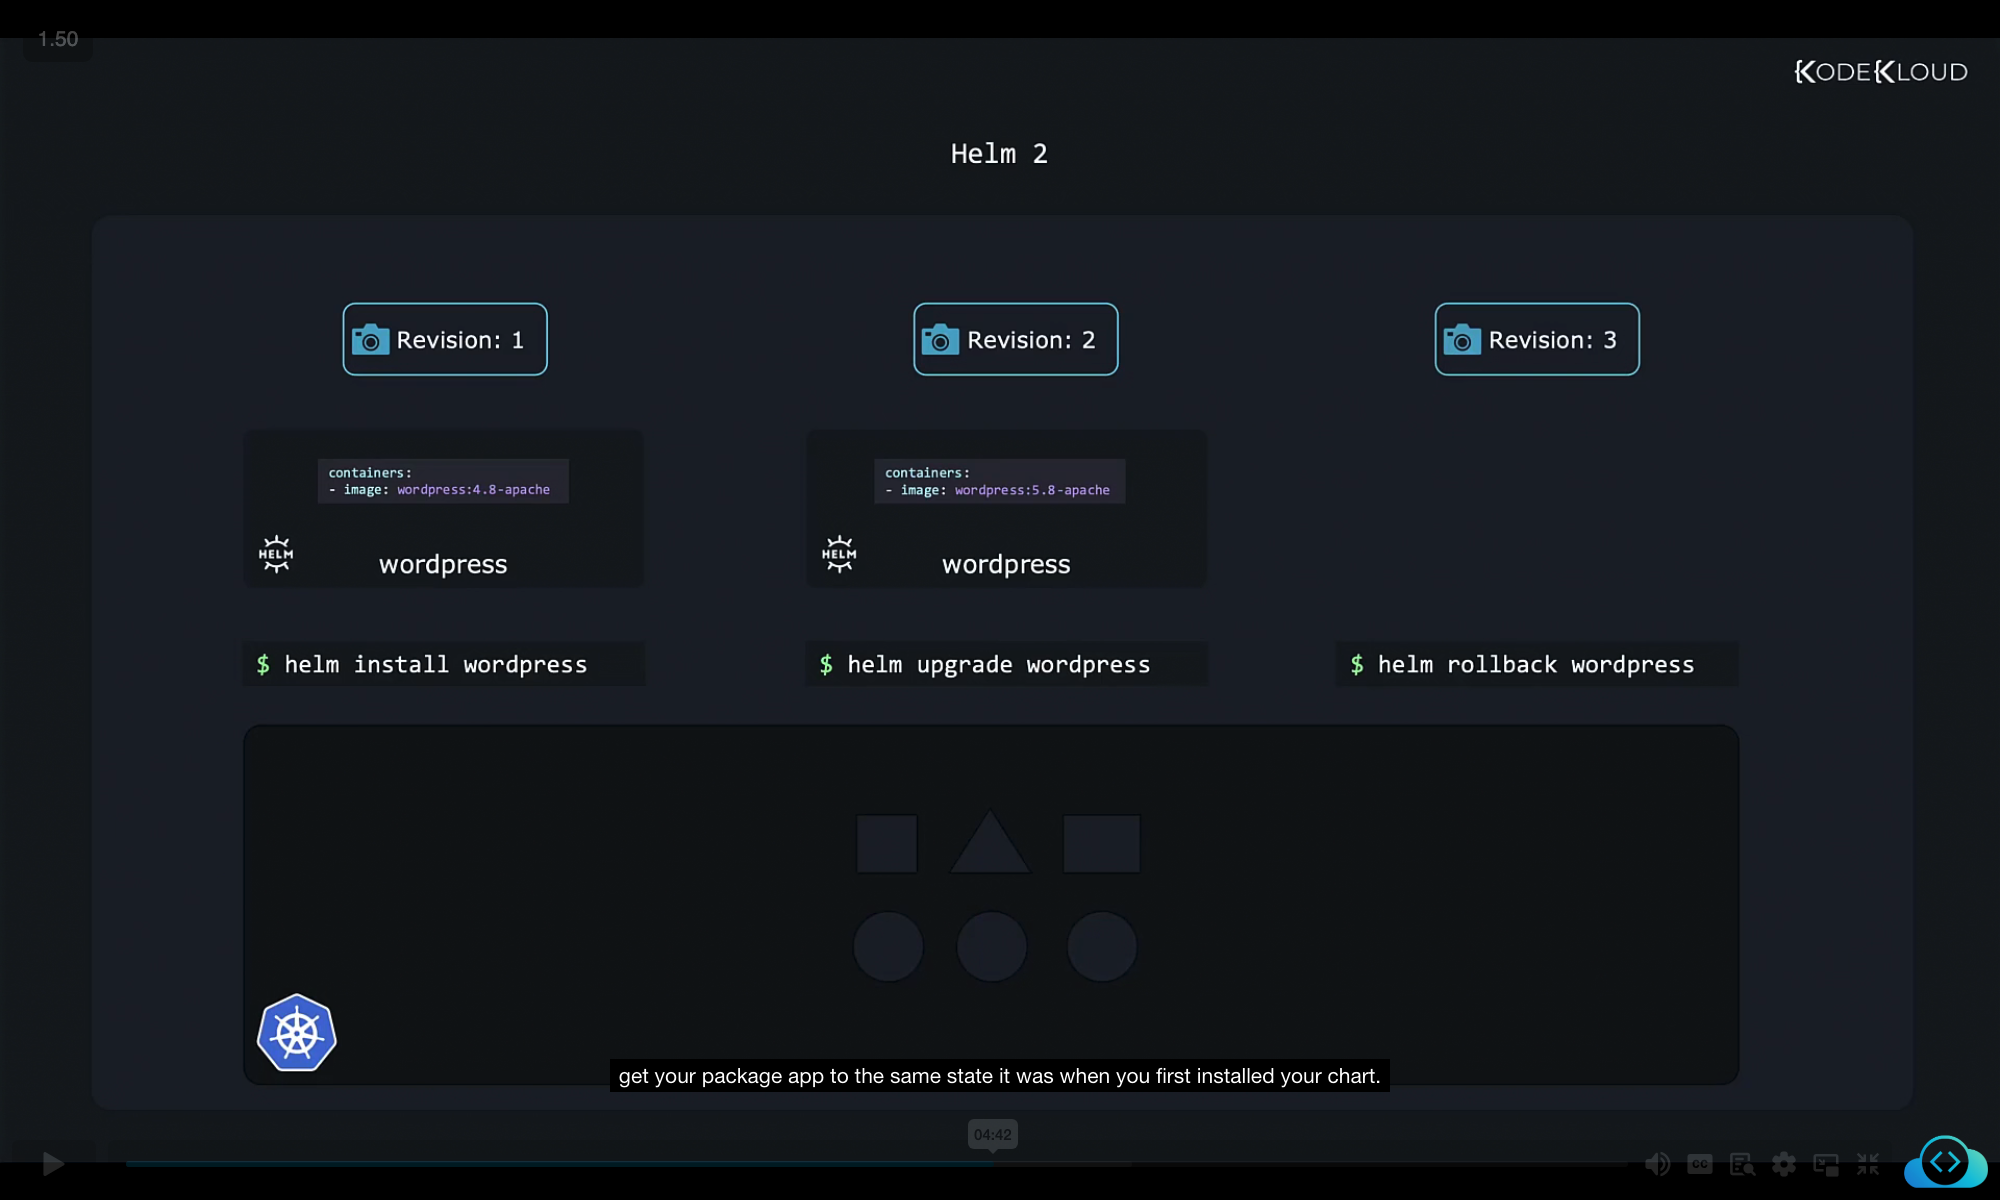 1.50
KODEKLOUD
Helm 2
Revision: 1
Revision: 2
Revision: 3
containers:
- image: wordpress:4.8-apache
HELM
wordpress
containers:
- image: wordpress:5.8-apache
HELM
wordpress
$ helm install wordpress
$ helm upgrade wordpress
$ helm rollback wordpress
get your package app to the same state it was when you first installed your chart.
04:42
CC